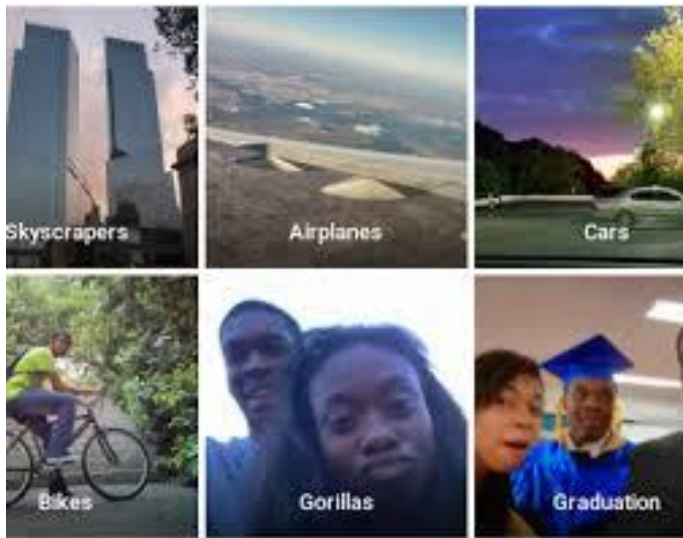 Skyscrapers
Airplanes
Cars
Bikes
Gorillas
Graduation